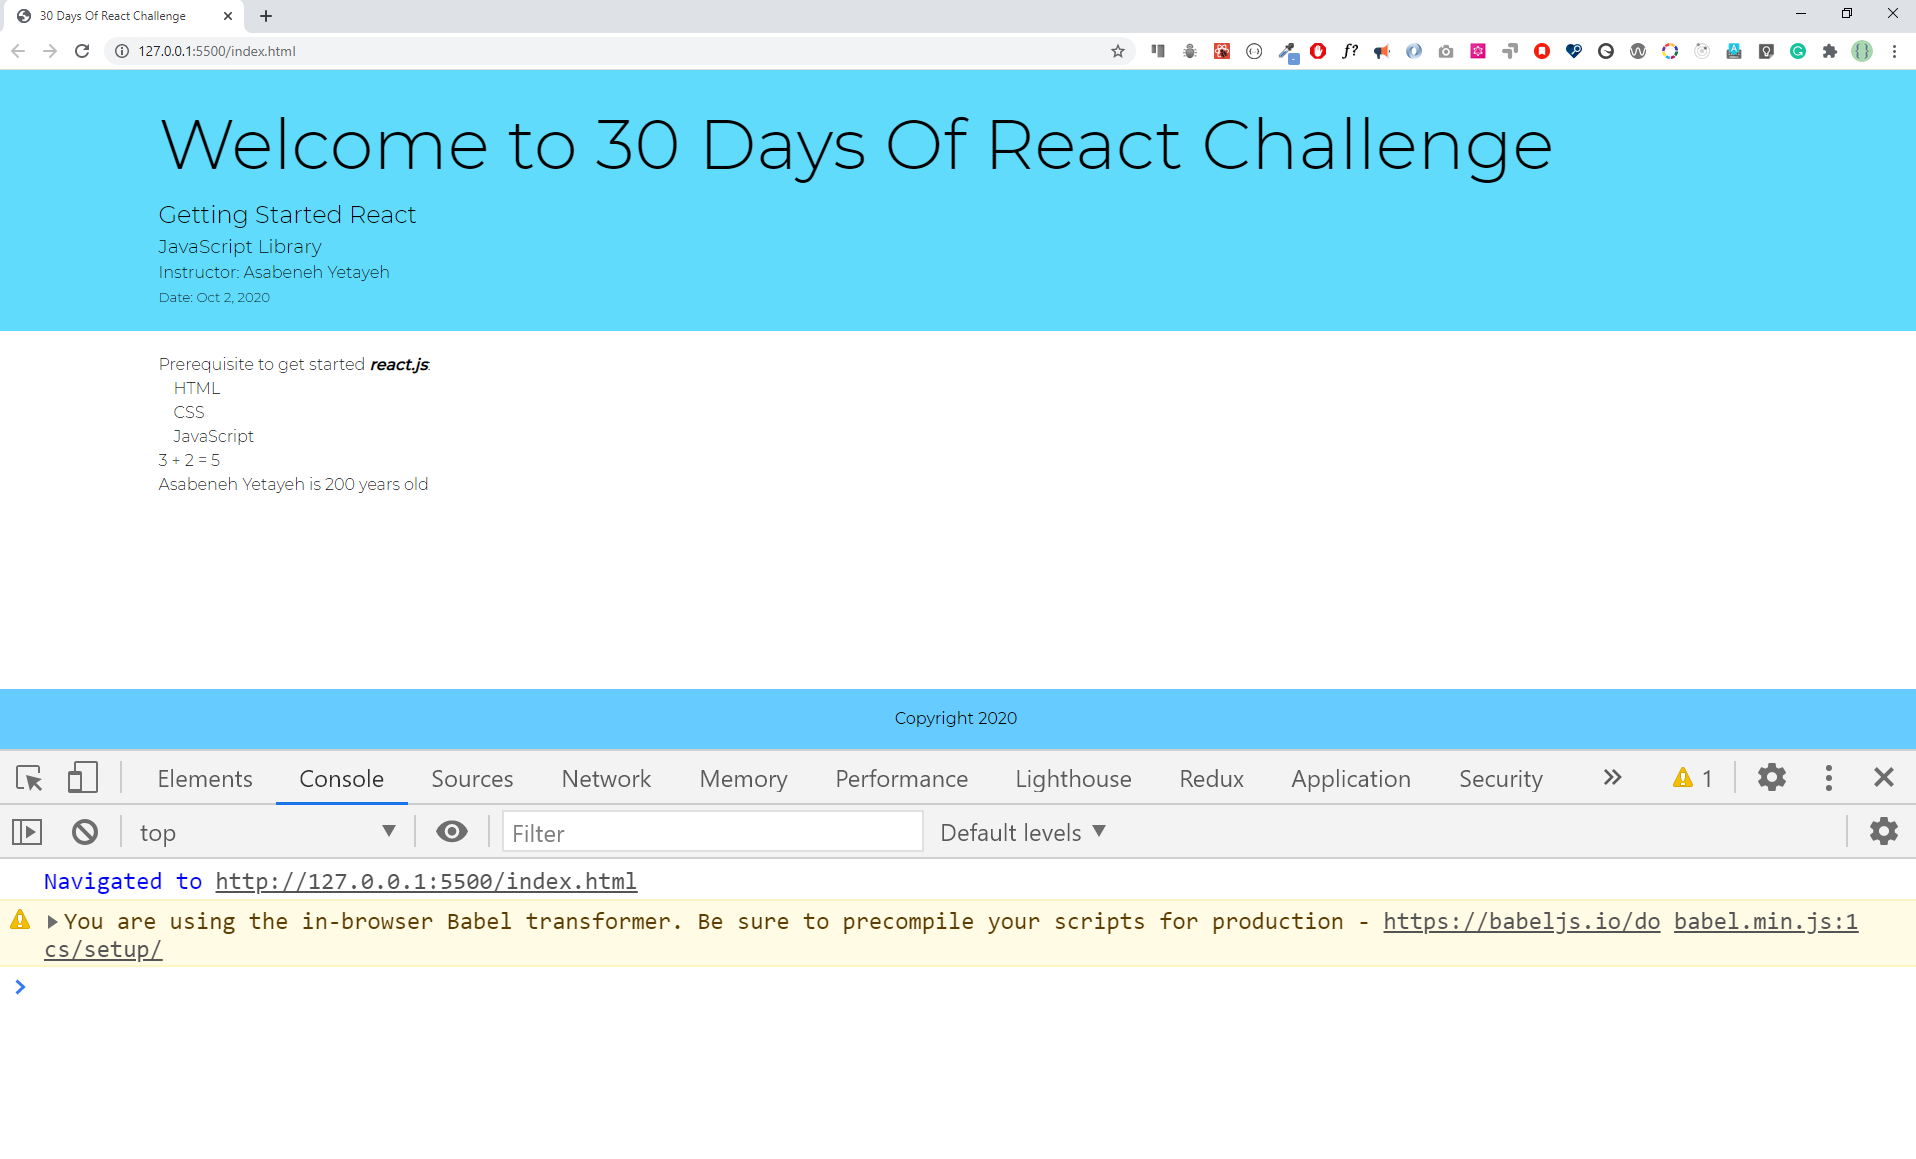 30 Days Of React Challenge
127.0.0.1:5500/index.html
f?
Welcome to 30 Days Of React Challenge
Getting Started React
JavaScript Library
Instructor: Asabeneh Yetayeh
Date: Oct 2, 2020
Prerequisite to get started react.js:
HTML
CSS
JavaScript
3 + 2 = 5
Asabeneh Yetayeh is 200 years old
Copyright 2020
Elements Console Sources Network Memory Performance Lighthouse Redux Application Security 1
top Filter Default levels
Navigated to http://127.0.0.1:5500/index.html
You are using the in-browser Babel transformer. Be sure to precompile your scripts for production - https://babeljs.io/do babel.min.js:1
cs/setup/